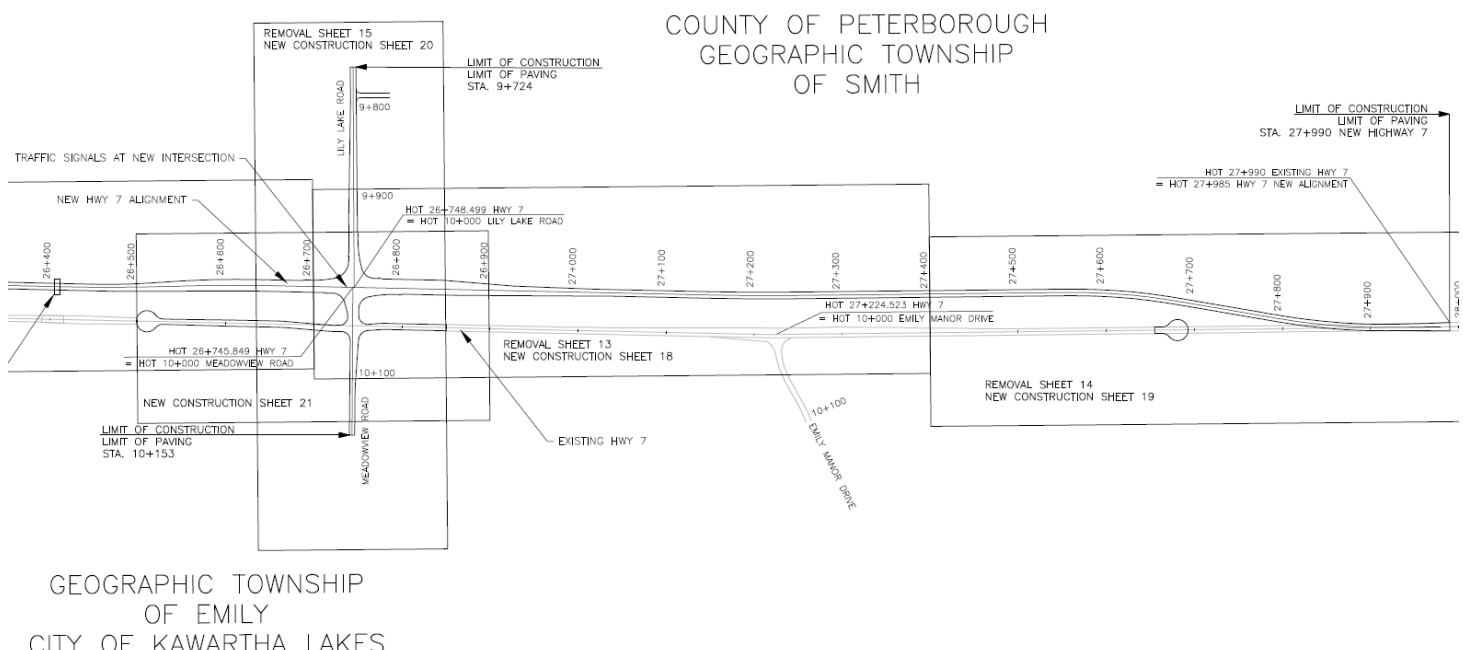 COUNTY OF PETERBOROUGH
GEOGRAPHIC TOWNSHIP
OF SMITH
REMOVAL SHEET 15
NEW CONSTRUCTION SHEET 20
LIMIT OF CONSTRUCTION
LIMIT OF PAVING
STA. 9+724
LILY LAKE ROAD
9+800
LIMIT OF CONSTRUCTION
LIMIT OF PAVING
STA. 27+990 NEW HIGHWAY 7
TRAFFIC SIGNALS AT NEW INTERSECTION
HOT 27+990 EXISTING HWY 7
= HOT 27+985 HWY 7 NEW ALIGNMENT
NEW HWY 7 ALIGNMENT
9+900
HOT 26+748.499 HWY 7
= HOT 10+000 LILY LAKE ROAD
26+400
26+500
26+600
26+700
26+800
26+900
27+000
27+100
27+200
27+300
27+400
27+500
27+600
27+700
27+800
27+900
28+000
HOT 27+224.523 HWY 7
= HOT 10+000 EMILY MANOR DRIVE
HOT 26+745.849 HWY 7
= HOT 10+000 MEADOWVIEW ROAD
REMOVAL SHEET 13
NEW CONSTRUCTION SHEET 18
10+100
REMOVAL SHEET 14
NEW CONSTRUCTION SHEET 19
NEW CONSTRUCTION SHEET 21
10+100
LIMIT OF CONSTRUCTION
LIMIT OF PAVING
STA. 10+153
MEADOWVIEW ROAD
EXISTING HWY 7
EMILY MANOR DRIVE
GEOGRAPHIC TOWNSHIP
OF EMILY
CITY OF KAWARTHA LAKES